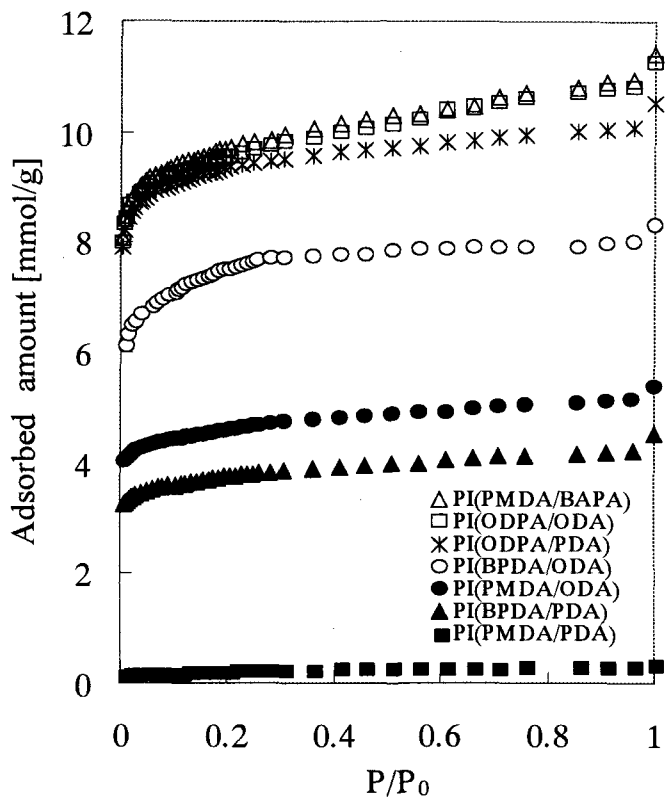 12
10
8
6
4
2
0
Adsorbed amount [mmol/g]
PI(PMDA/BAPA)
PI(ODPA/ODA)
PI(ODPA/PDA)
PI(BPDA/ODA)
PI(PMDA/ODA)
PI(BPDA/PDA)
PI(PMDA/PDA)
0 0.2 0.4 0.6 0.8 1
P/P0